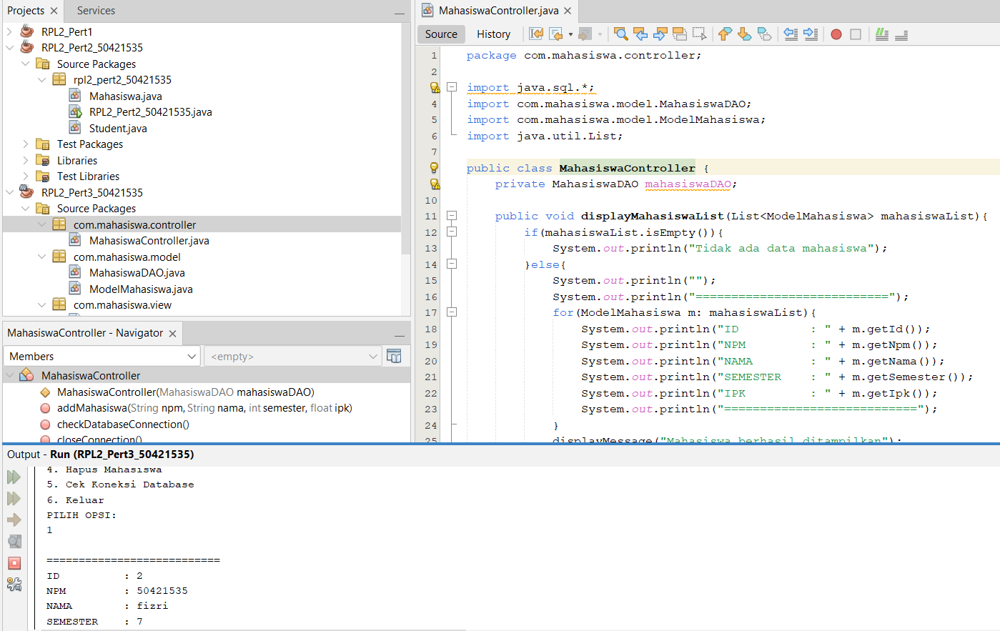 Projects
Services
RPL2_Pert1
RPL2_Pert2_50421535
Source Packages
rpl2_pert2_50421535
Mahasiswa.java
RPL2_Pert2_50421535.java
Student.java
Test Packages
Libraries
Test Libraries
RPL2_Pert3_50421535
Source Packages
com.mahasiswa.controller
MahasiswaController.java
com.mahasiswa.model
MahasiswaDAO.java
ModelMahasiswa.java
com.mahasiswa.view
MahasiswaController - Navigator
Members
<empty>
MahasiswaController
MahasiswaController(MahasiswaDAO mahasiswaDAO)
addMahasiswa(String npm, String nama, int semester, float ipk)
checkDatabaseConnection()
closeConnection()
MahasiswaController.java
Source
History
1 package com.mahasiswa.controller;
2
import java.sql.*;
4 import com.mahasiswa.model.MahasiswaDAO;
5 import com.mahasiswa.model.ModelMahasiswa;
6 import java.util.List;
7
public class MahasiswaController {
private MahasiswaDAO mahasiswaDAO;
10
11 public void displayMahasiswaList(List<ModelMahasiswa> mahasiswaList){
12 if(mahasiswaList.isEmpty()){
13 System.out.println("Tidak ada data mahasiswa");
14 }else{
15 System.out.println("");
16 System.out.println("===========================");
17 for(ModelMahasiswa m: mahasiswaList){
18 System.out.println("ID          : " + m.getId());
19 System.out.println("NPM         : " + m.getNpm());
20 System.out.println("NAMA        : " + m.getNama());
21 System.out.println("SEMESTER    : " + m.getSemester());
22 System.out.println("IPK         : " + m.getIpk());
23 System.out.println("===========================");
24 }
25 displayMessage("Mahasiswa berhasil ditampilkan");
Output - Run (RPL2_Pert3_50421535)
4. Hapus Mahasiswa
5. Cek Koneksi Database
6. Keluar
PILIH OPSI:
1
===========================
ID          : 2
NPM         : 50421535
NAMA        : fizri
SEMESTER    : 7